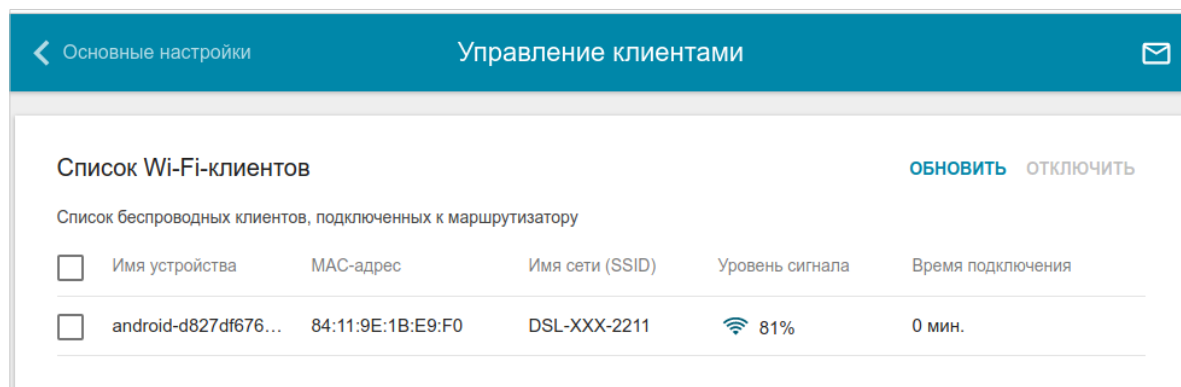 Основные настройки Управление клиентами
Список Wi-Fi-клиентов ОБНОВИТЬ ОТКЛЮЧИТЬ
Список беспроводных клиентов, подключенных к маршрутизатору
Имя устройства MAC-адрес Имя сети (SSID) Уровень сигнала Время подключения
android-d827df676... 84:11:9E:1B:E9:F0 DSL-XXX-2211 81% 0 мин.